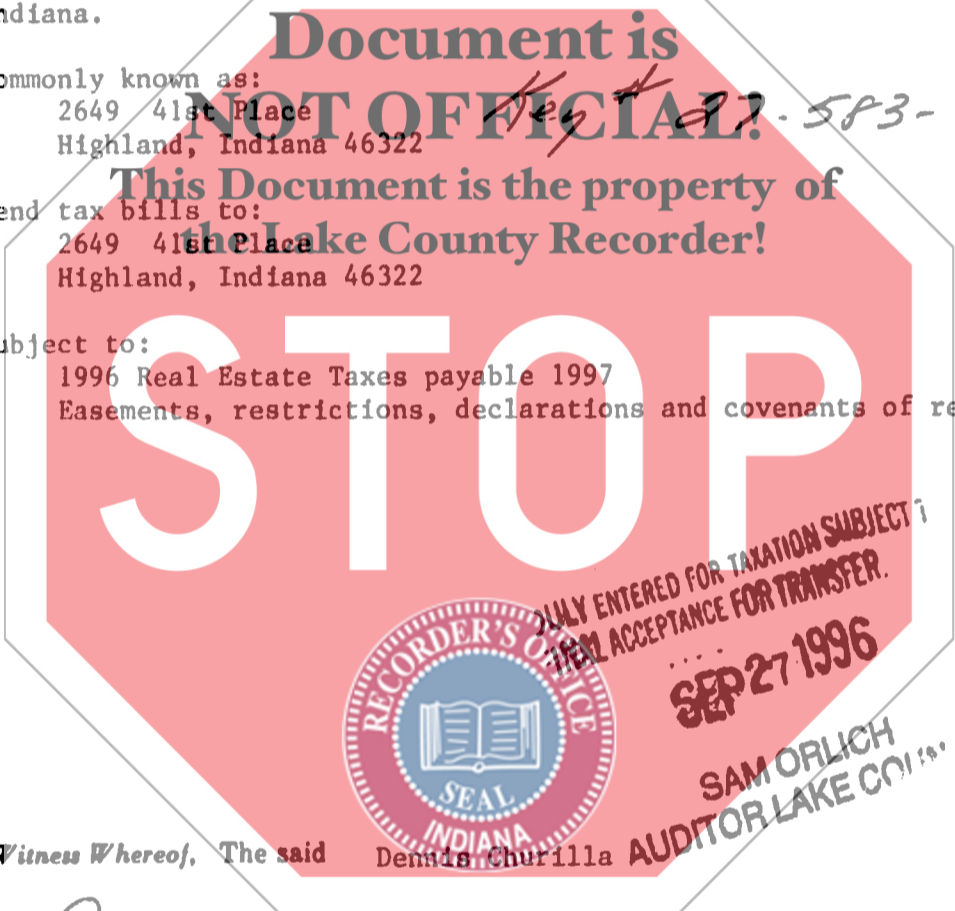 ndiana.
Document is
ommonly known as:
2649 41st Place
NOT OFFICIAL!
Key # 27-583-
Highland, Indiana 46322
This Document is the property of
end tax bills to:
2649 41st Place
the Lake County Recorder!
Highland, Indiana 46322
ubject to:
1996 Real Estate Taxes payable 1997
Easements, restrictions, declarations and covenants of re
STOP
DULY ENTERED FOR TAXATION SUBJECT
FINAL ACCEPTANCE FOR TRANSFER.
SEP 27 1996
RECORDER'S OFFICE
SEAL
INDIANA
SAM ORLICH
AUDITOR LAKE COUN
Witness Whereof, The said Dennis Churilla